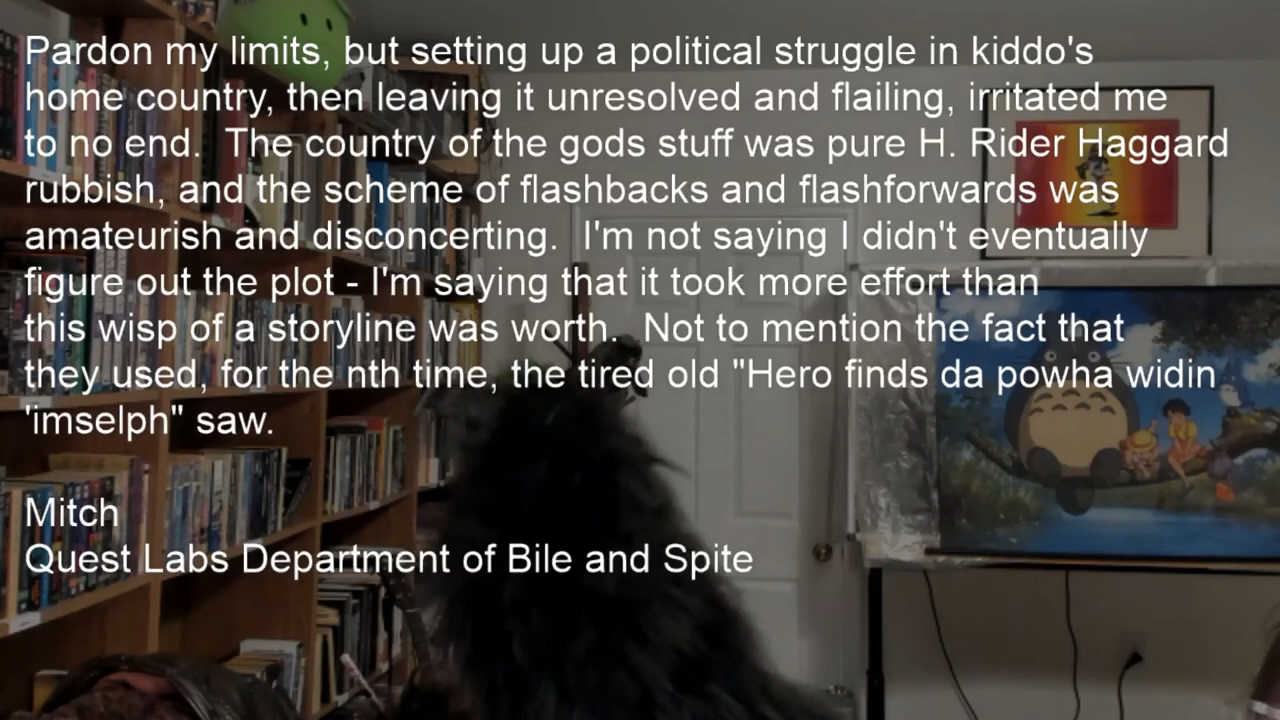 Pardon my limits, but setting up a political struggle in kiddo's
home country, then leaving it unresolved and flailing, irritated me
to no end.  The country of the gods stuff was pure H. Rider Haggard
rubbish, and the scheme of flashbacks and flashforwards was
amateurish and disconcerting.  I'm not saying I didn't eventually
figure out the plot - I'm saying that it took more effort than
this wisp of a storyline was worth.  Not to mention the fact that
they used, for the nth time, the tired old "Hero finds da powha widin
'imselph" saw.
Mitch
Quest Labs Department of Bile and Spite